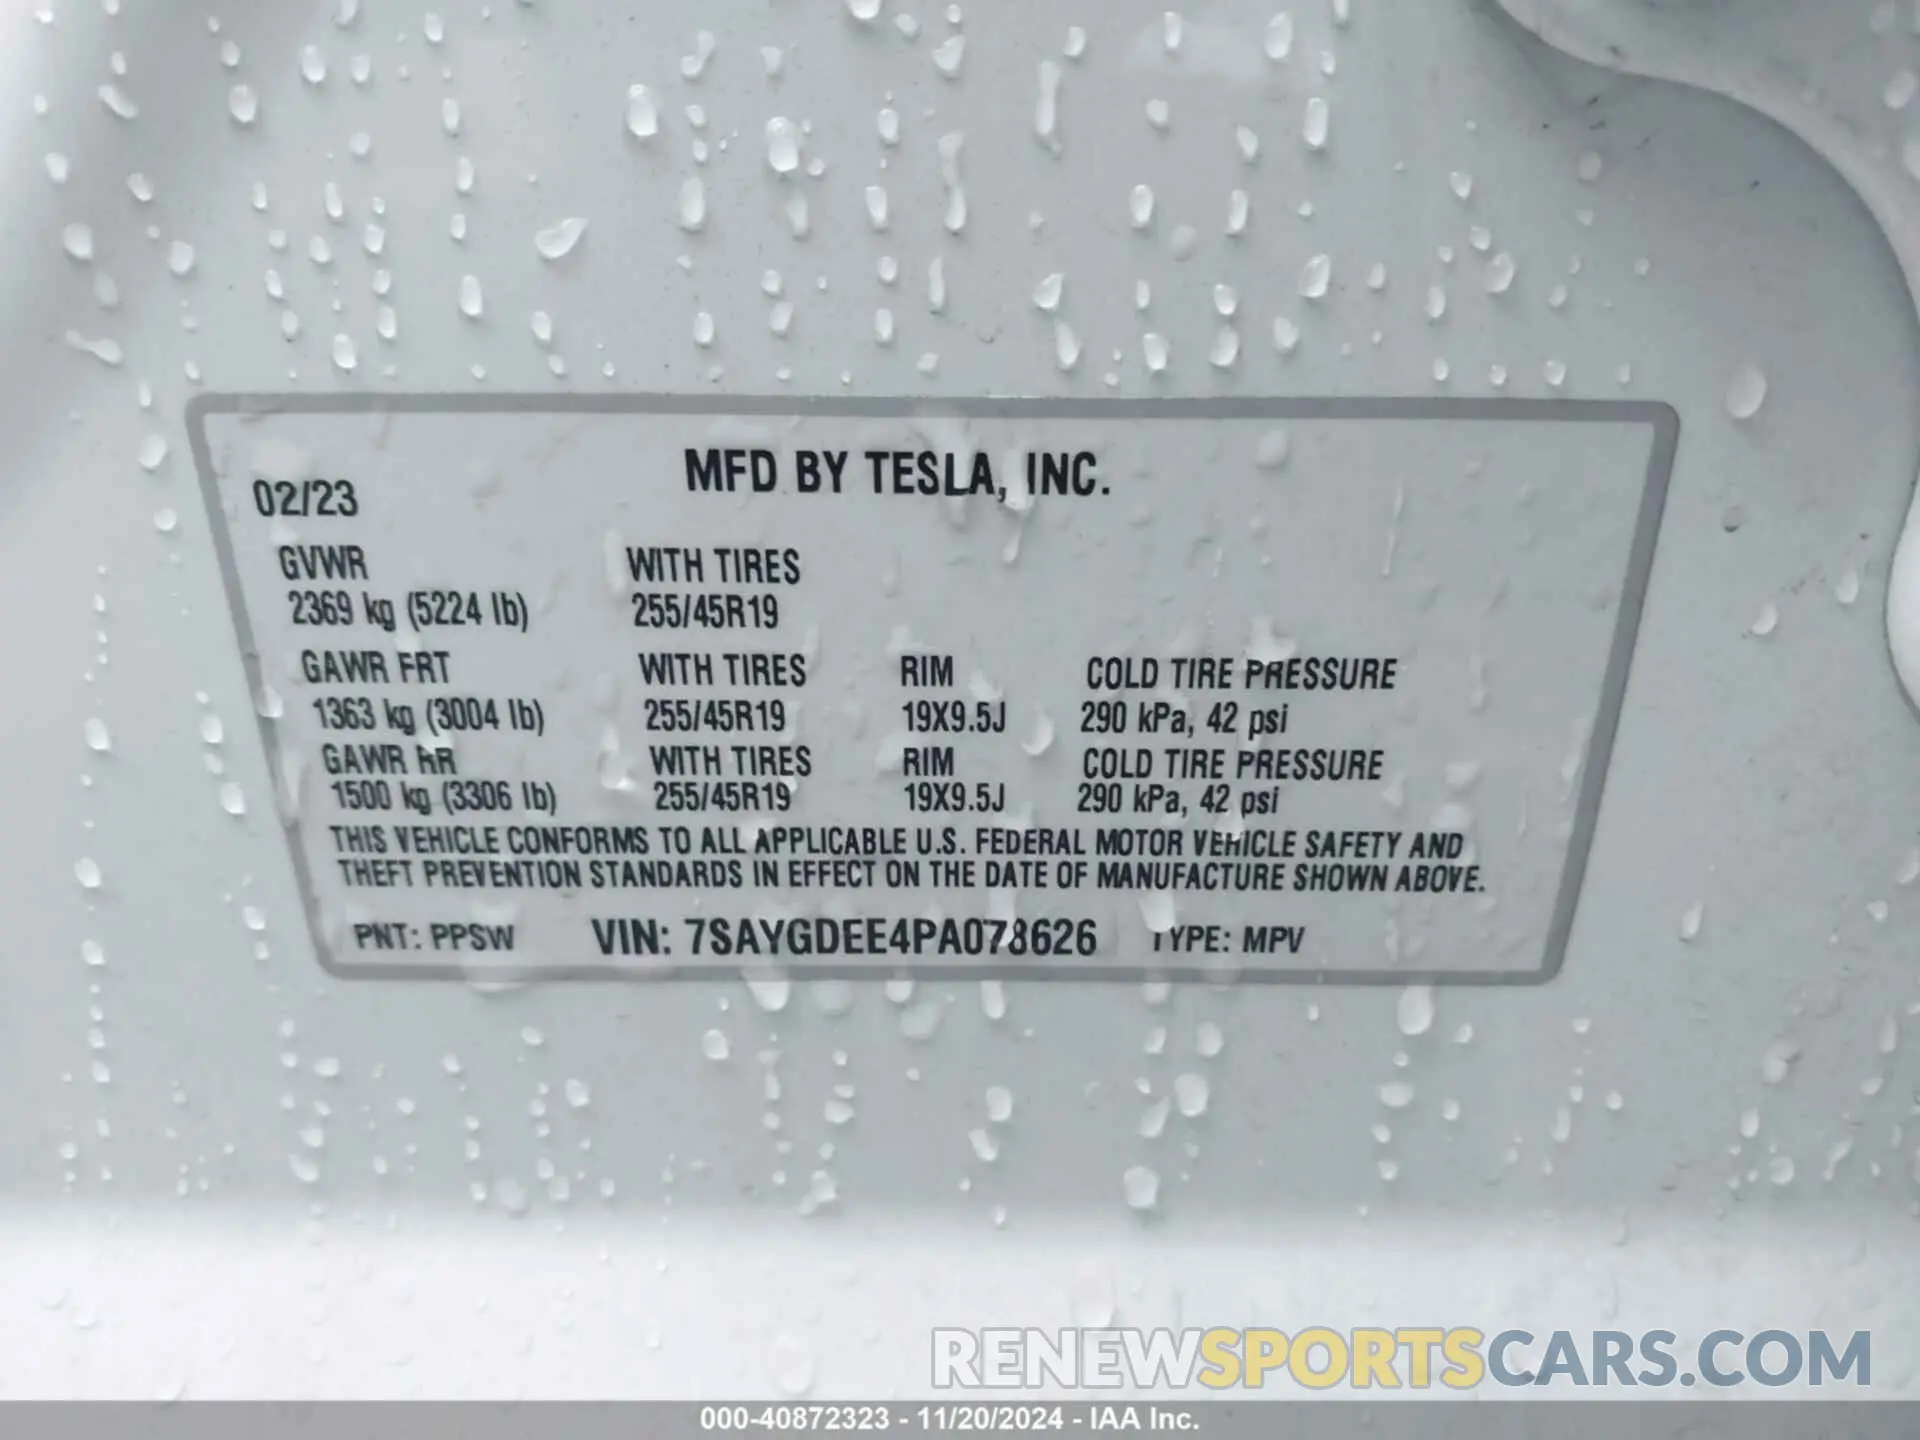 MFD BY TESLA, INC.
02/23
GVWR WITH TIRES
2369 kg (5224 lb) 255/45R19
GAWR FRT WITH TIRES RIM COLD TIRE PRESSURE
1363 kg (3004 lb) 255/45R19 19X9.5J 290 kPa, 42 psi
GAWR RR WITH TIRES RIM COLD TIRE PRESSURE
1500 kg (3306 lb) 255/45R19 19X9.5J 290 kPa, 42 psi
THIS VEHICLE CONFORMS TO ALL APPLICABLE U.S. FEDERAL MOTOR VEHICLE SAFETY AND
THEFT PREVENTION STANDARDS IN EFFECT ON THE DATE OF MANUFACTURE SHOWN ABOVE.
PNT: PPSW VIN: 7SAYGDEE4PA078626 TYPE: MPV
RENEWSPORTSCARS.COM
000-40872323 - 11/20/2024 - IAA Inc.